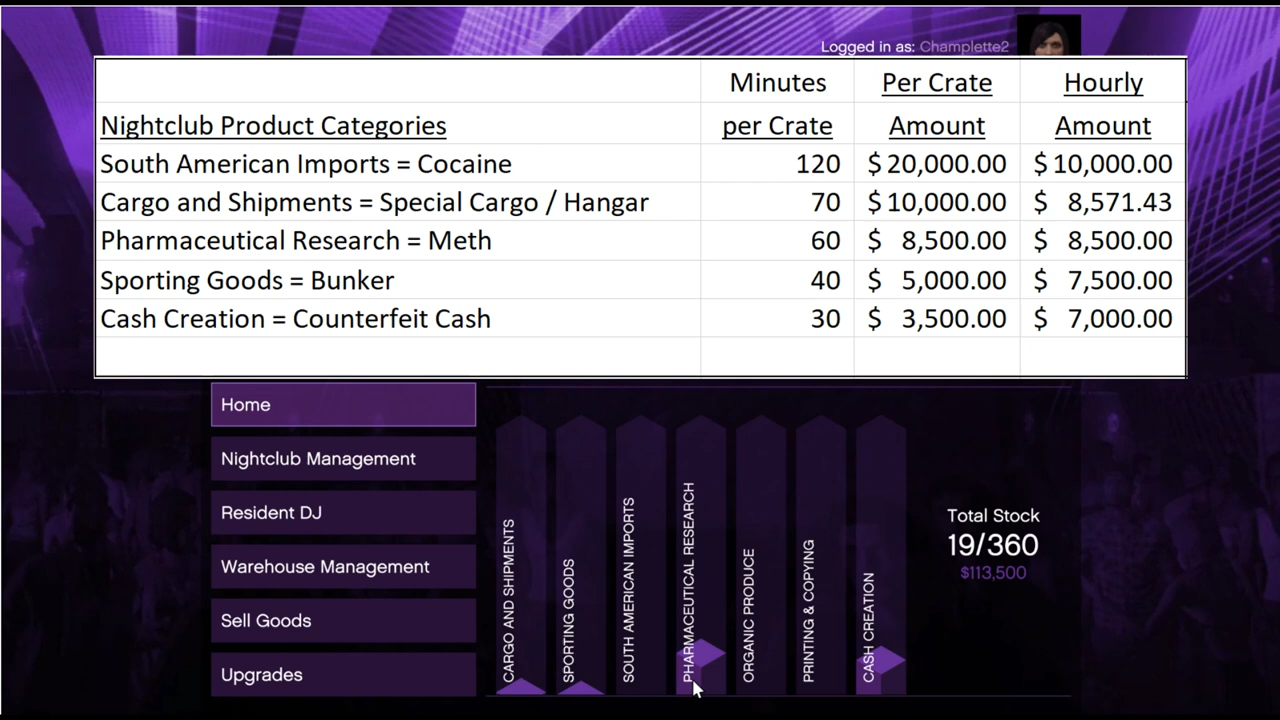 Logged in as: Champlette2
Minutes Per Crate Hourly
Nightclub Product Categories per Crate Amount Amount
South American Imports = Cocaine 120 $ 20,000.00 $ 10,000.00
Cargo and Shipments = Special Cargo / Hangar 70 $ 10,000.00 $ 8,571.43
Pharmaceutical Research = Meth 60 $ 8,500.00 $ 8,500.00
Sporting Goods = Bunker 40 $ 5,000.00 $ 7,500.00
Cash Creation = Counterfeit Cash 30 $ 3,500.00 $ 7,000.00
Home
Nightclub Management
Resident DJ
Warehouse Management
Sell Goods
Upgrades
CARGO AND SHIPMENTS
SPORTING GOODS
SOUTH AMERICAN IMPORTS
PHARMACEUTICAL RESEARCH
ORGANIC PRODUCE
PRINTING & COPYING
CASH CREATION
Total Stock
19/360
$113,500